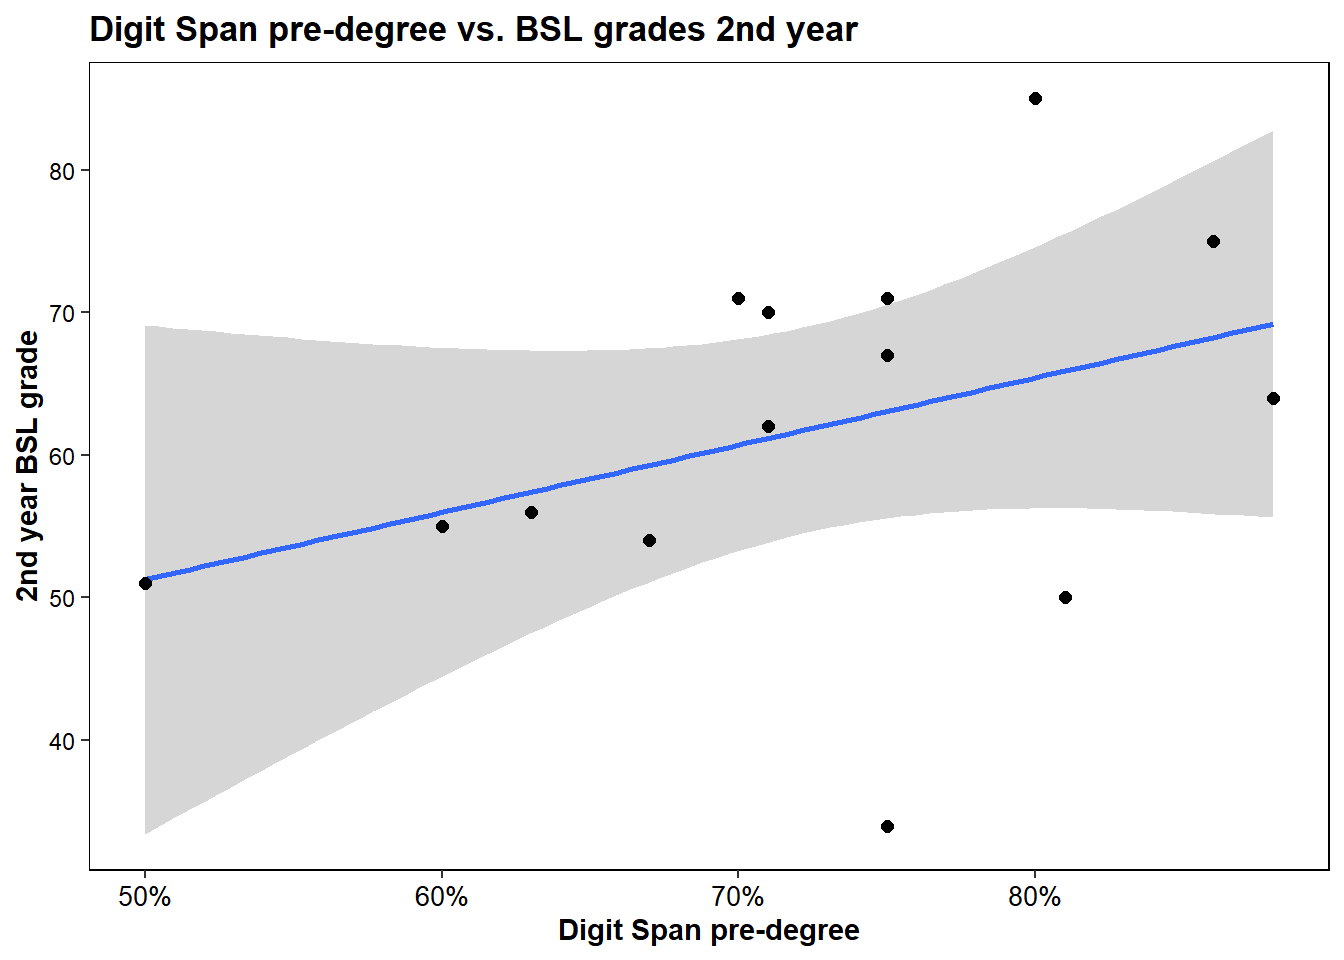 Digit Span pre-degree vs. BSL grades 2nd year
2nd year BSL grade
80
70
60
50
40
50% 60% 70% 80%
Digit Span pre-degree